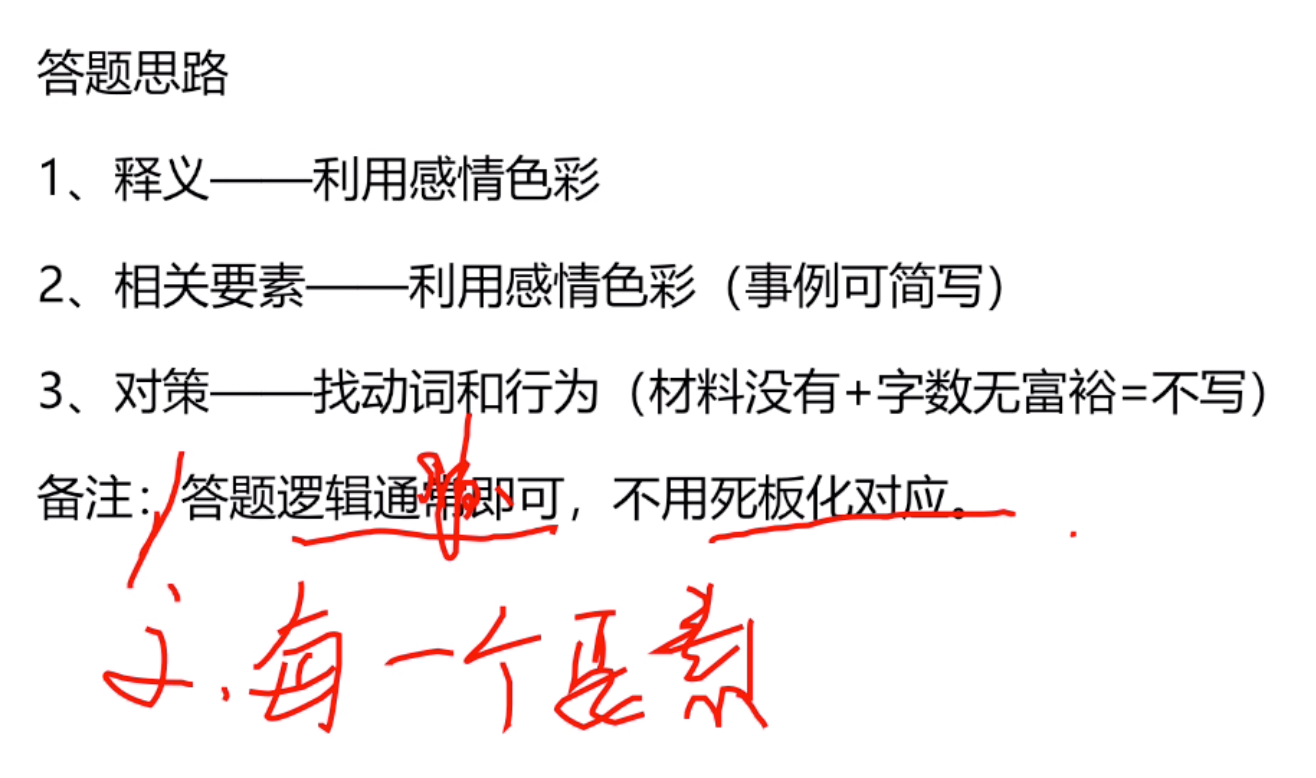 答题思路
1、释义——利用感情色彩
2、相关要素——利用感情色彩（事例可简写）
3、对策——找动词和行为（材料没有+字数无富裕=不写）
备注：答题逻辑通常即可，不用死板化对应。
每一个要素